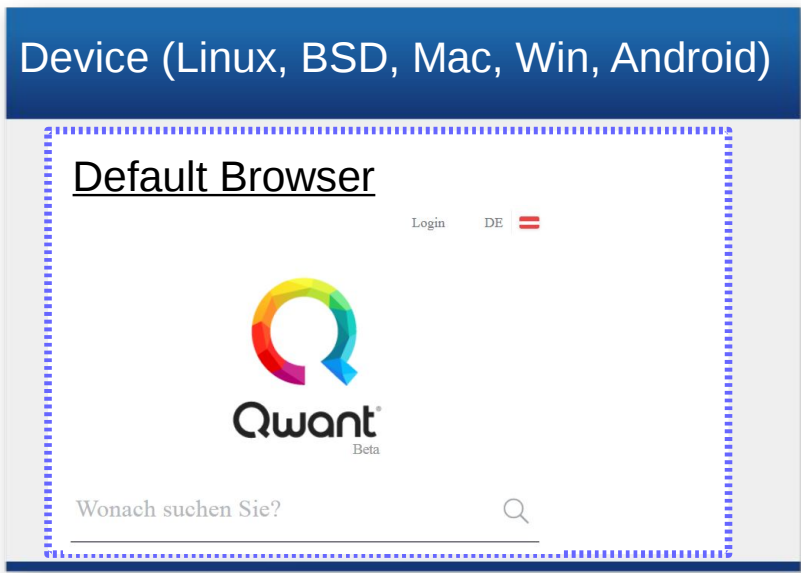 Device (Linux, BSD, Mac, Win, Android)
Default Browser
Login DE
Qwant®
Beta
Wonach suchen Sie?